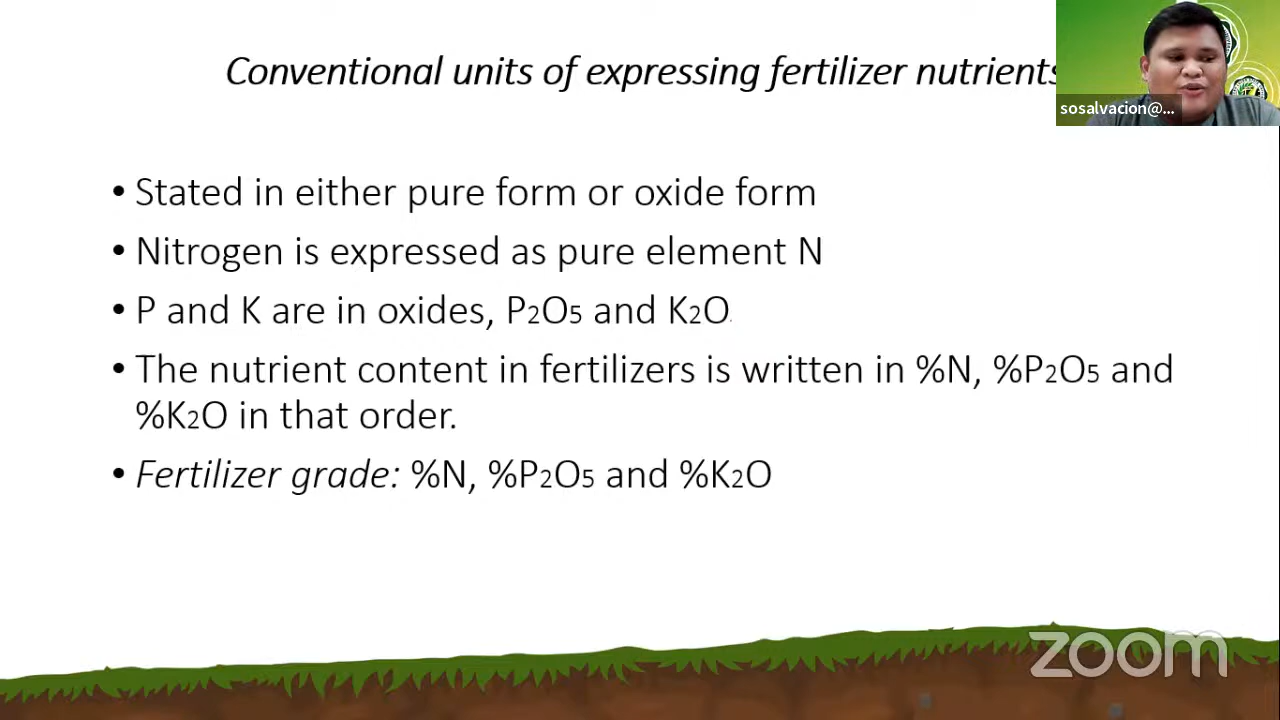 Conventional units of expressing fertilizer nutrients
sosalvacion@...
• Stated in either pure form or oxide form
• Nitrogen is expressed as pure element N
• P and K are in oxides, P2O5 and K2O.
• The nutrient content in fertilizers is written in %N, %P2O5 and
%K2O in that order.
• Fertilizer grade: %N, %P2O5 and %K2O
zoom